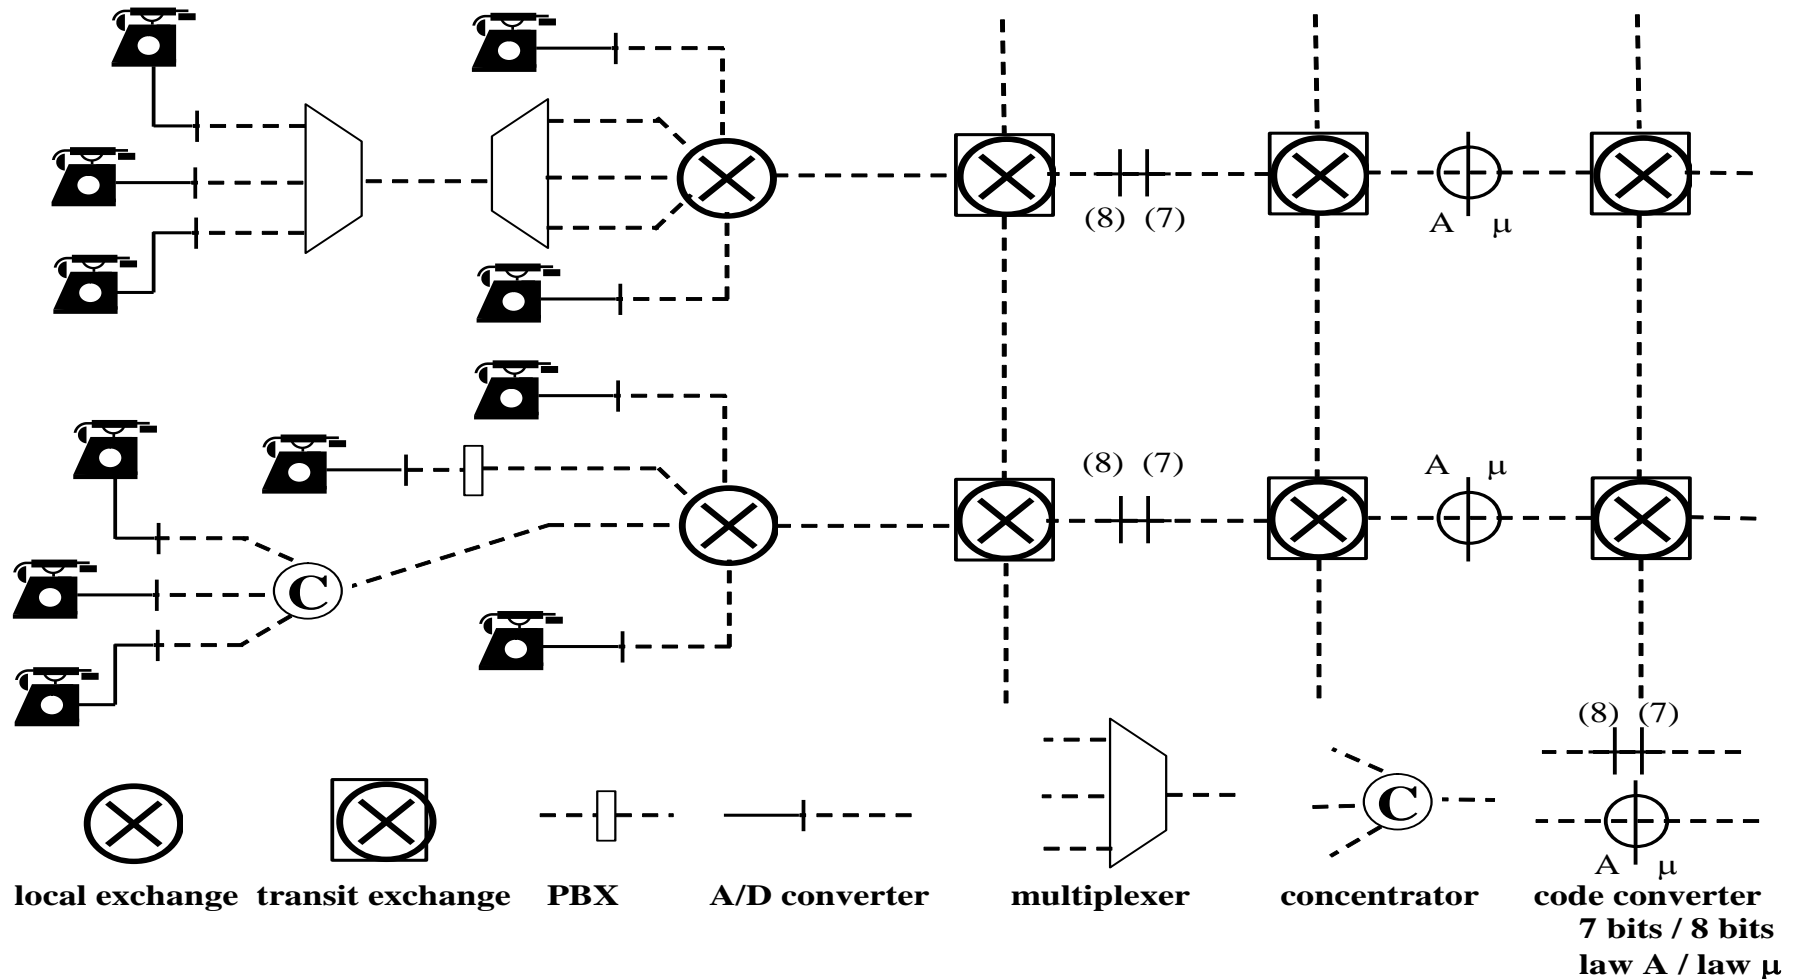 (8) (7)
A μ
(8) (7)
A μ
C
(8) (7)
C
A μ
local exchange transit exchange PBX A/D converter multiplexer concentrator code converter
7 bits / 8 bits
law A / law μ